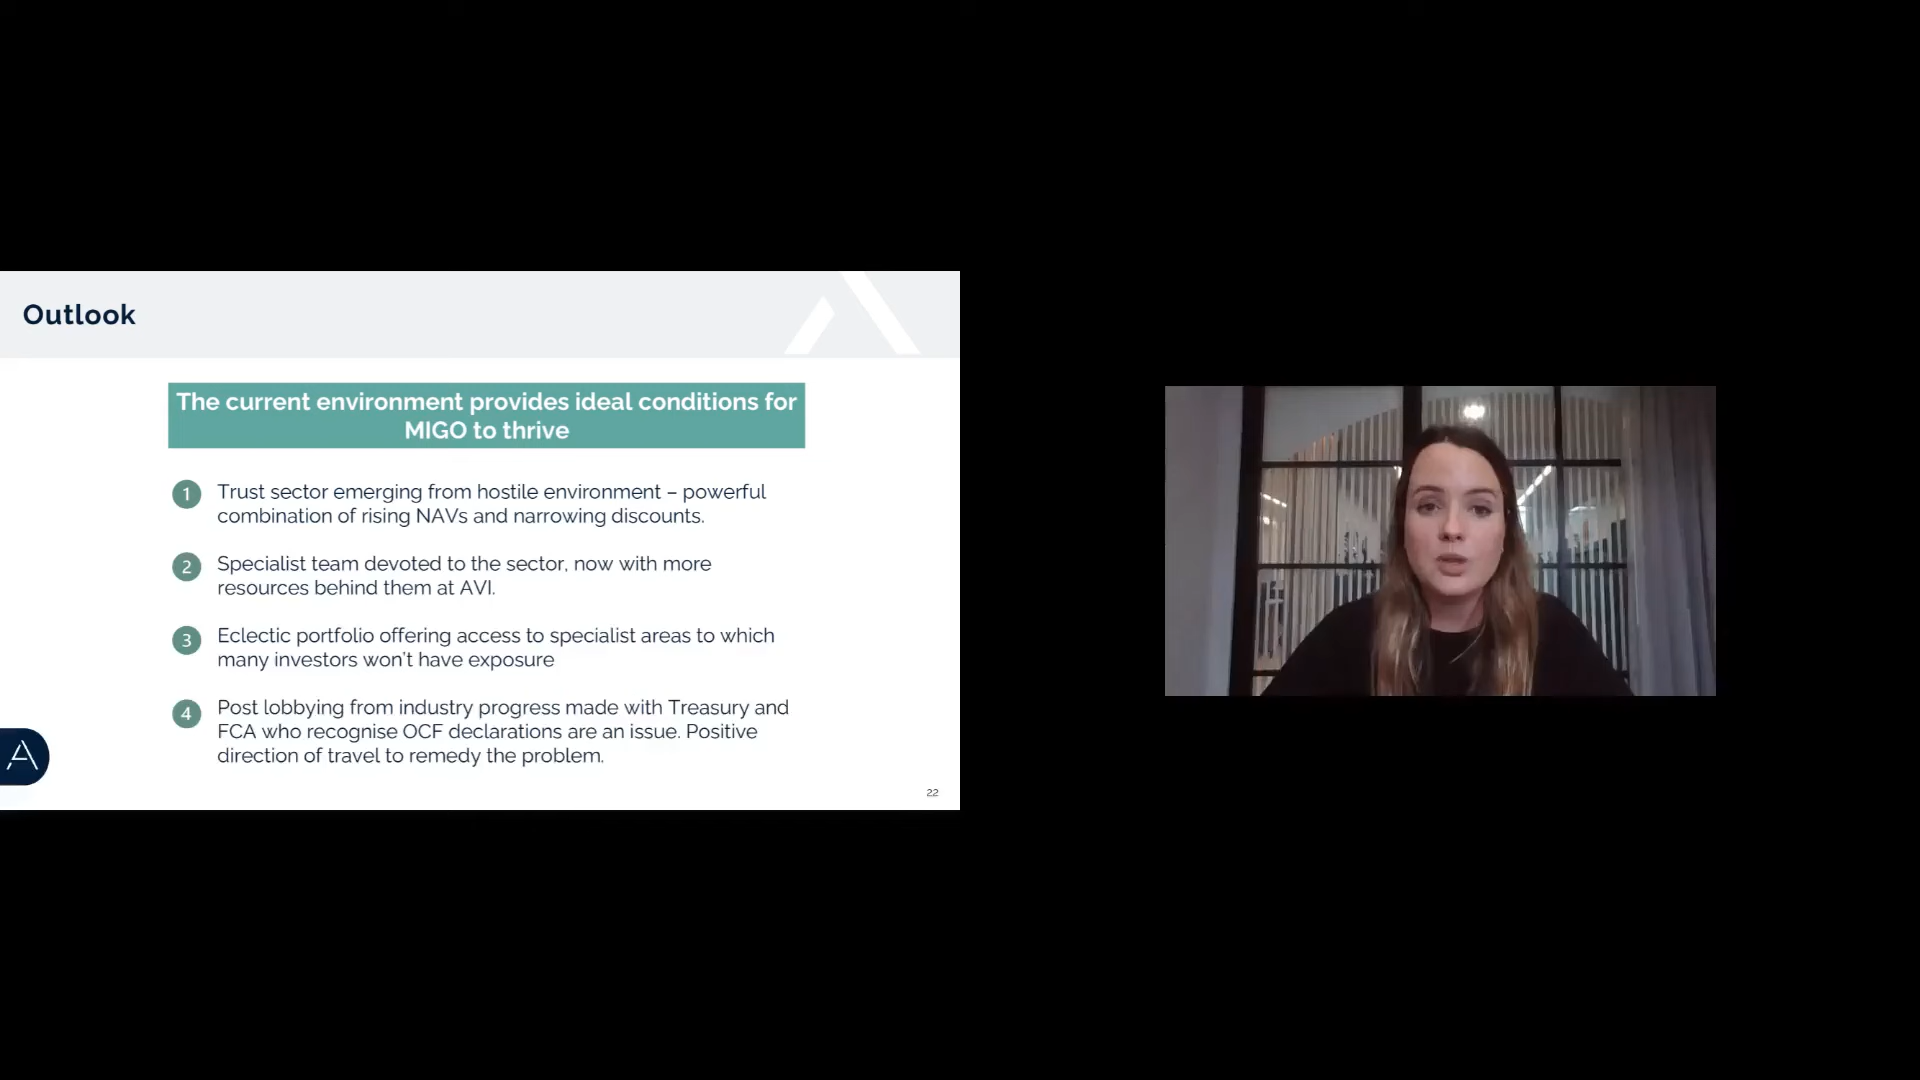 Outlook
The current environment provides ideal conditions for
MIGO to thrive
1 Trust sector emerging from hostile environment – powerful
combination of rising NAVs and narrowing discounts.
2 Specialist team devoted to the sector, now with more
resources behind them at AVI.
3 Eclectic portfolio offering access to specialist areas to which
many investors won't have exposure
4 Post lobbying from industry progress made with Treasury and
FCA who recognise OCF declarations are an issue. Positive
direction of travel to remedy the problem.
22